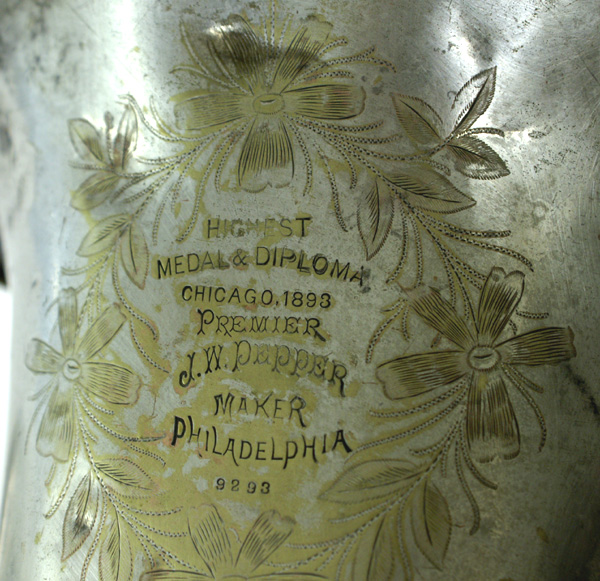 HIGHEST
MEDAL & DIPLOMA
CHICAGO, 1893
PREMIER
J.W. PEPPER
MAKER
PHILADELPHIA
9293